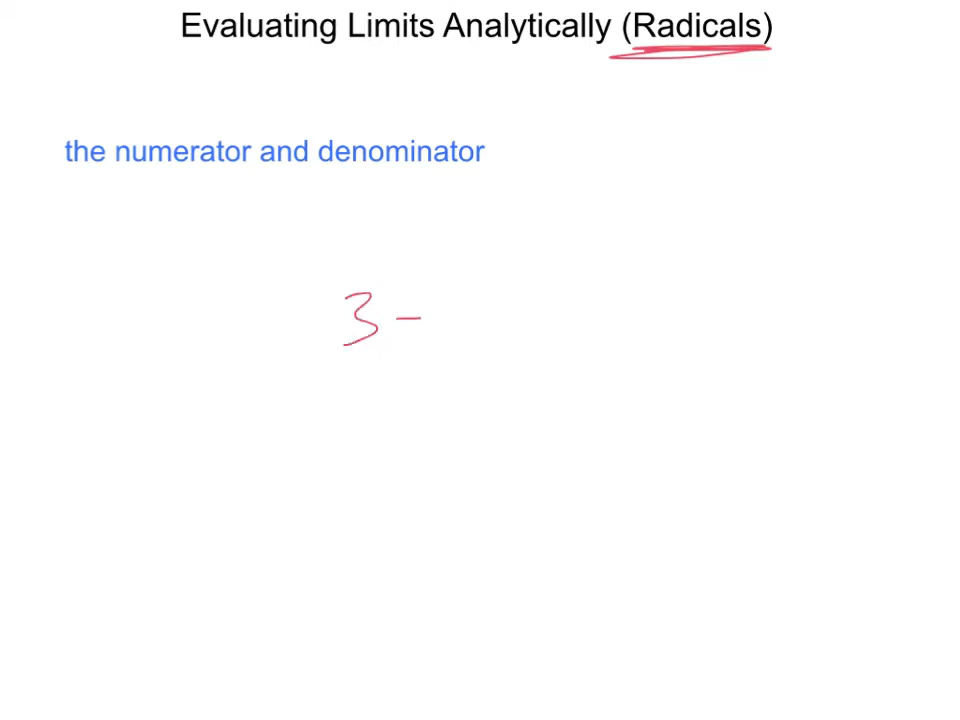 Evaluating Limits Analytically (Radicals)
the numerator and denominator
3 -